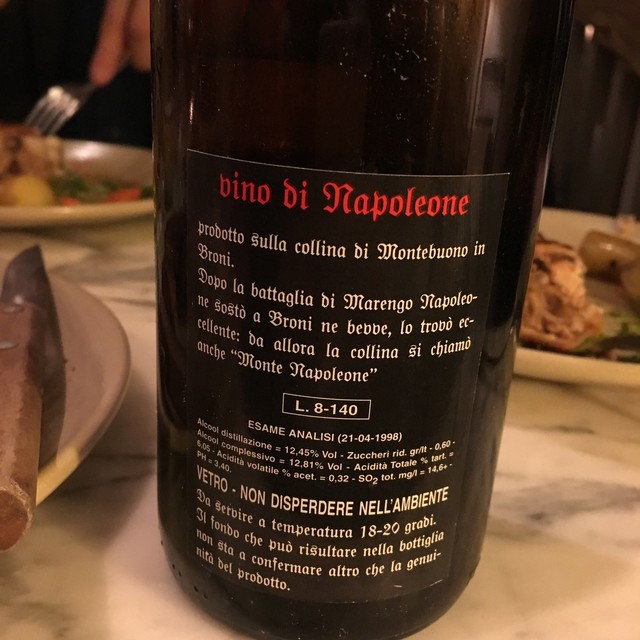 vino di Napoleone
prodotto sulla collina di Montebuono in
Broni.
Dopo la battaglia di Marengo Napoleo-
ne sostò a Broni ne bevve, lo trovò ec-
cellente: da allora la collina si chiamò
anche "Monte Napoleone"
L. 8-140
ESAME ANALISI (21-04-1998)
Alcool distillazione = 12,45% Vol - Zuccheri rid. gr/lt - 0,60 -
Alcool complessivo = 12,81% Vol - Acidità Totale % tart. =
6,05 - Acidità volatile % acet. = 0,32 - SO2 tot. mg/l = 14,6+ -
PH = 3,40.
VETRO - NON DISPERDERE NELL'AMBIENTE
Va servire a temperatura 18-20 gradi.
Il fondo che può risultare nella bottiglia
non sta a confermare altro che la genui-
nità del prodotto.